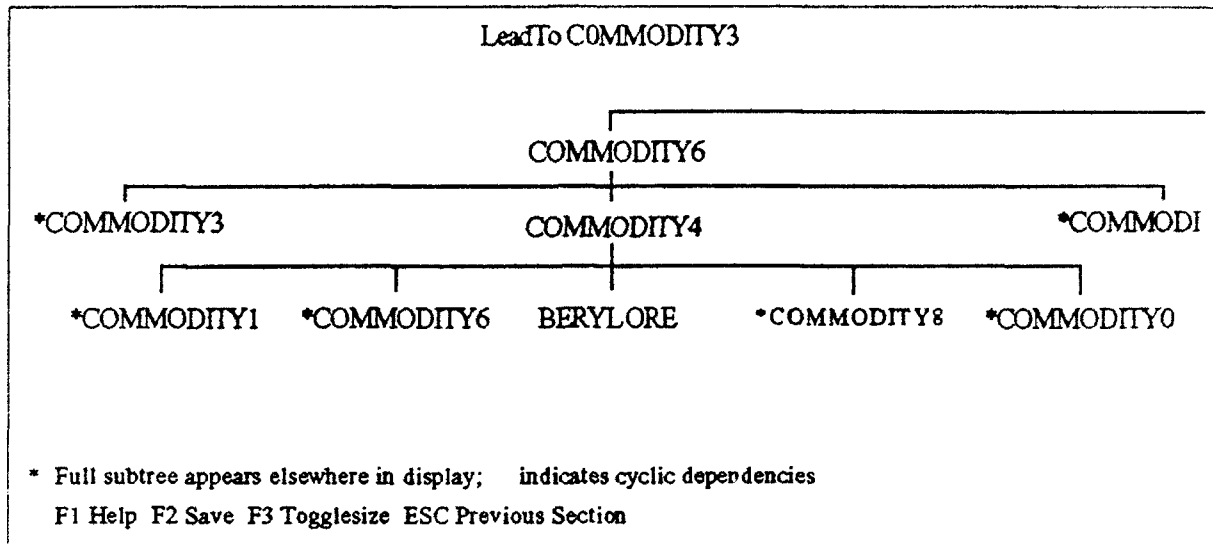 LeadTo COMMODITY3
COMMODITY6
*COMMODITY3 COMMODITY4 *COMMODI
*COMMODITY1 *COMMODITY6 BERYLORE *COMMODITY8 *COMMODITY0
* Full subtree appears elsewhere in display; indicates cyclic dependencies
F1 Help F2 Save F3 Togglesize ESC Previous Section